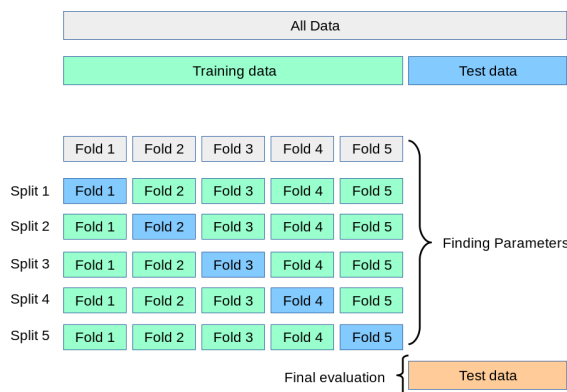 All Data
Training data Test data
Fold 1 Fold 2 Fold 3 Fold 4 Fold 5
Split 1 Fold 1 Fold 2 Fold 3 Fold 4 Fold 5
Split 2 Fold 1 Fold 2 Fold 3 Fold 4 Fold 5
Finding Parameters
Split 3 Fold 1 Fold 2 Fold 3 Fold 4 Fold 5
Split 4 Fold 1 Fold 2 Fold 3 Fold 4 Fold 5
Split 5 Fold 1 Fold 2 Fold 3 Fold 4 Fold 5
Final evaluation Test data